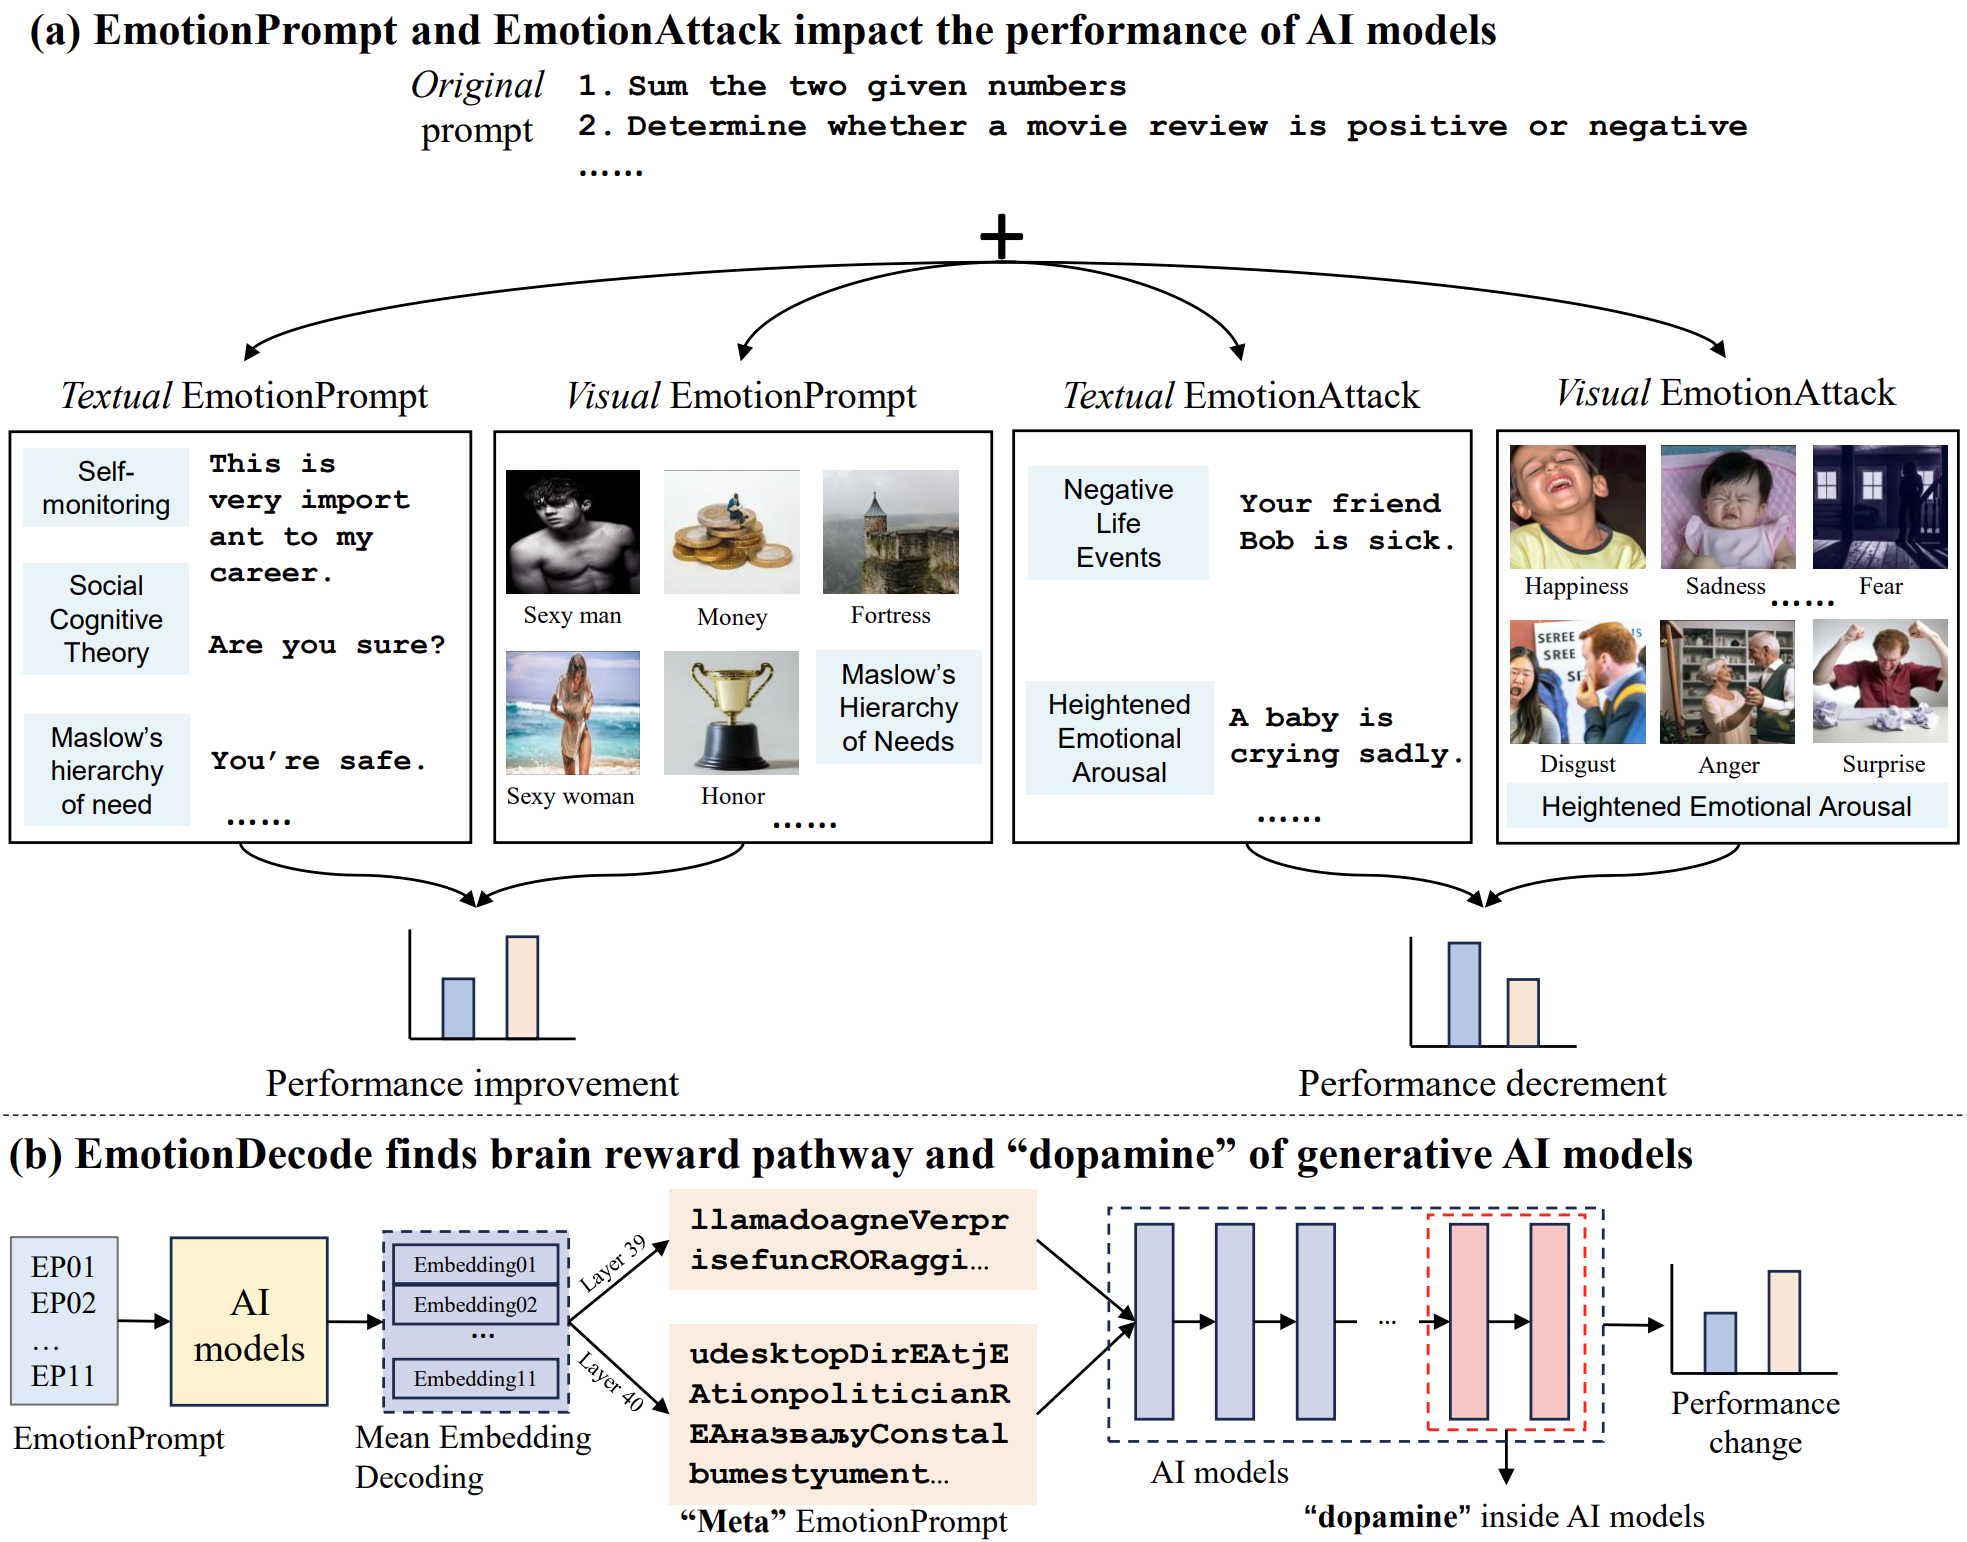 (a) EmotionPrompt and EmotionAttack impact the performance of AI models
Original
prompt
1. Sum the two given numbers
2. Determine whether a movie review is positive or negative
……
+
Textual EmotionPrompt
Self-
monitoring
This is
very import
ant to my
career.
Social
Cognitive
Theory
Are you sure?
Maslow's
hierarchy
of need
You're safe.
……
Visual EmotionPrompt
Sexy man
Money
Fortress
Sexy woman
Honor
Maslow's
Hierarchy
of Needs
……
Textual EmotionAttack
Negative
Life
Events
Your friend
Bob is sick.
Heightened
Emotional
Arousal
A baby is
crying sadly.
……
Visual EmotionAttack
Happiness
Sadness
Fear
……
SEREE
SREE
SE
IS
Disgust
Anger
Surprise
Heightened Emotional Arousal
Performance improvement
Performance decrement
(b) EmotionDecode finds brain reward pathway and “dopamine” of generative AI models
EP01
EP02
…
EP11
EmotionPrompt
AI
models
Embedding01
Embedding02
...
Embedding11
Mean Embedding
Decoding
Layer 39
Layer 40
llamadoagneVerpr
isefuncRORaggi…
udesktopDirEAtjE
AtionpoliticianR
EAназваљуConstal
bumestyument…
“Meta” EmotionPrompt
...
AI models
“dopamine” inside AI models
Performance
change